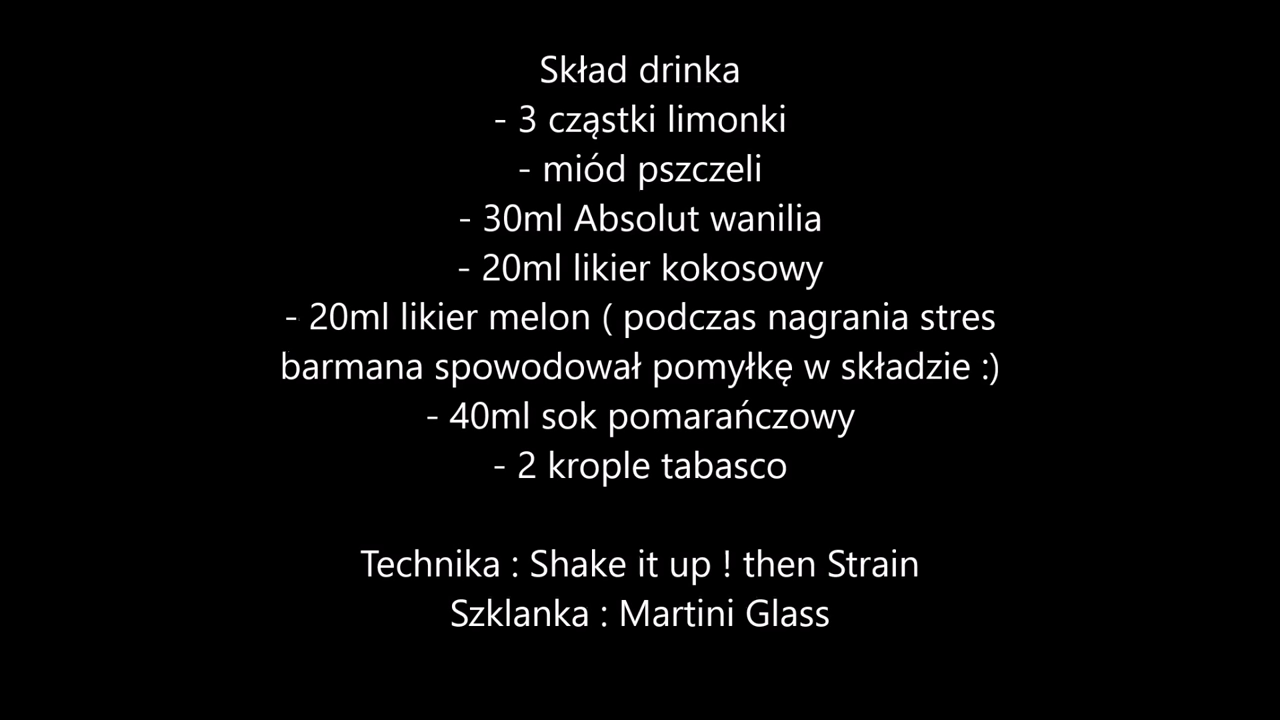 Skład drinka
- 3 cząstki limonki
- miód pszczeli
- 30ml Absolut wanilia
- 20ml likier kokosowy
- 20ml likier melon ( podczas nagrania stres
barmana spowodował pomyłkę w składzie :)
- 40ml sok pomarańczowy
- 2 krople tabasco
Technika : Shake it up ! then Strain
Szklanka : Martini Glass